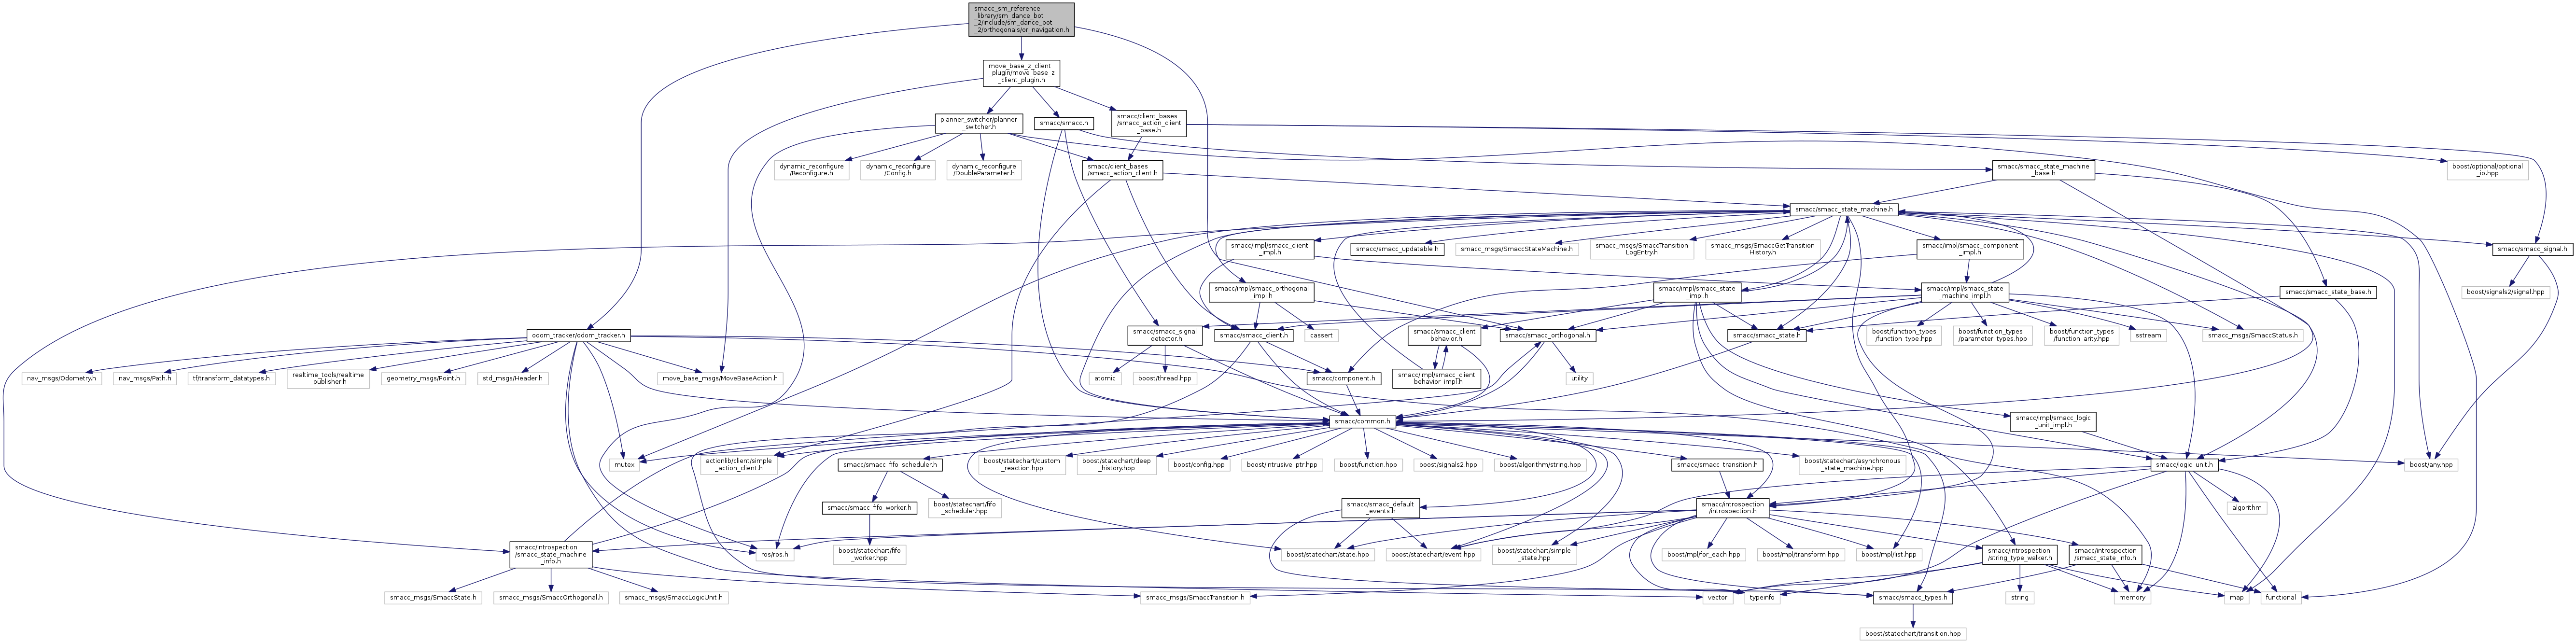 smacc_sm_reference
_library/sm_dance_bot
_2/include/sm_dance_bot
_2/orthogonals/or_navigation.h
move_base_z_client
_plugin/move_base_z
_client_plugin.h
planner_switcher/planner
_switcher.h
smacc/smacc.h
smacc/client_bases
/smacc_action_client
_base.h
dynamic_reconfigure
/Reconfigure.h
dynamic_reconfigure
/Config.h
dynamic_reconfigure
/DoubleParameter.h
smacc/client_bases
/smacc_action_client.h
smacc/smacc_state_machine
_base.h
boost/optional/optional
_io.hpp
smacc/smacc_state_machine.h
smacc/impl/smacc_client
_impl.h
smacc/smacc_updatable.h
smacc_msgs/SmaccStateMachine.h
smacc_msgs/SmaccTransition
LogEntry.h
smacc_msgs/SmaccGetTransition
History.h
smacc/impl/smacc_component
_impl.h
smacc/smacc_signal.h
smacc/impl/smacc_orthogonal
_impl.h
smacc/impl/smacc_state
_impl.h
smacc/impl/smacc_state
_machine_impl.h
smacc/smacc_state_base.h
boost/signals2/signal.hpp
odom_tracker/odom_tracker.h
smacc/smacc_signal
_detector.h
smacc/smacc_client.h
cassert
smacc/smacc_client
_behavior.h
smacc/smacc_orthogonal.h
smacc/smacc_state.h
boost/function_types
/function_type.hpp
boost/function_types
/parameter_types.hpp
boost/function_types
/function_arity.hpp
sstream
smacc_msgs/SmaccStatus.h
nav_msgs/Odometry.h
nav_msgs/Path.h
tf/transform_datatypes.h
realtime_tools/realtime
_publisher.h
geometry_msgs/Point.h
std_msgs/Header.h
move_base_msgs/MoveBaseAction.h
atomic
boost/thread.hpp
smacc/component.h
smacc/impl/smacc_client
_behavior_impl.h
utility
smacc/common.h
smacc/impl/smacc_logic
_unit_impl.h
mutex
actionlib/client/simple
_action_client.h
smacc/smacc_fifo_scheduler.h
boost/statechart/custom
_reaction.hpp
boost/statechart/deep
_history.hpp
boost/config.hpp
boost/intrusive_ptr.hpp
boost/function.hpp
boost/signals2.hpp
boost/algorithm/string.hpp
smacc/smacc_transition.h
boost/statechart/asynchronous
_state_machine.hpp
smacc/logic_unit.h
boost/any.hpp
smacc/smacc_fifo_worker.h
boost/statechart/fifo
_scheduler.hpp
smacc/smacc_default
_events.h
smacc/introspection
/introspection.h
algorithm
smacc/introspection
/smacc_state_machine
_info.h
ros/ros.h
boost/statechart/fifo
_worker.hpp
boost/statechart/state.hpp
boost/statechart/event.hpp
boost/statechart/simple
_state.hpp
boost/mpl/for_each.hpp
boost/mpl/transform.hpp
boost/mpl/list.hpp
smacc/introspection
/string_type_walker.h
smacc/introspection
/smacc_state_info.h
smacc_msgs/SmaccState.h
smacc_msgs/SmaccOrthogonal.h
smacc_msgs/SmaccLogicUnit.h
smacc_msgs/SmaccTransition.h
vector
typeinfo
smacc/smacc_types.h
string
memory
map
functional
boost/statechart/transition.hpp